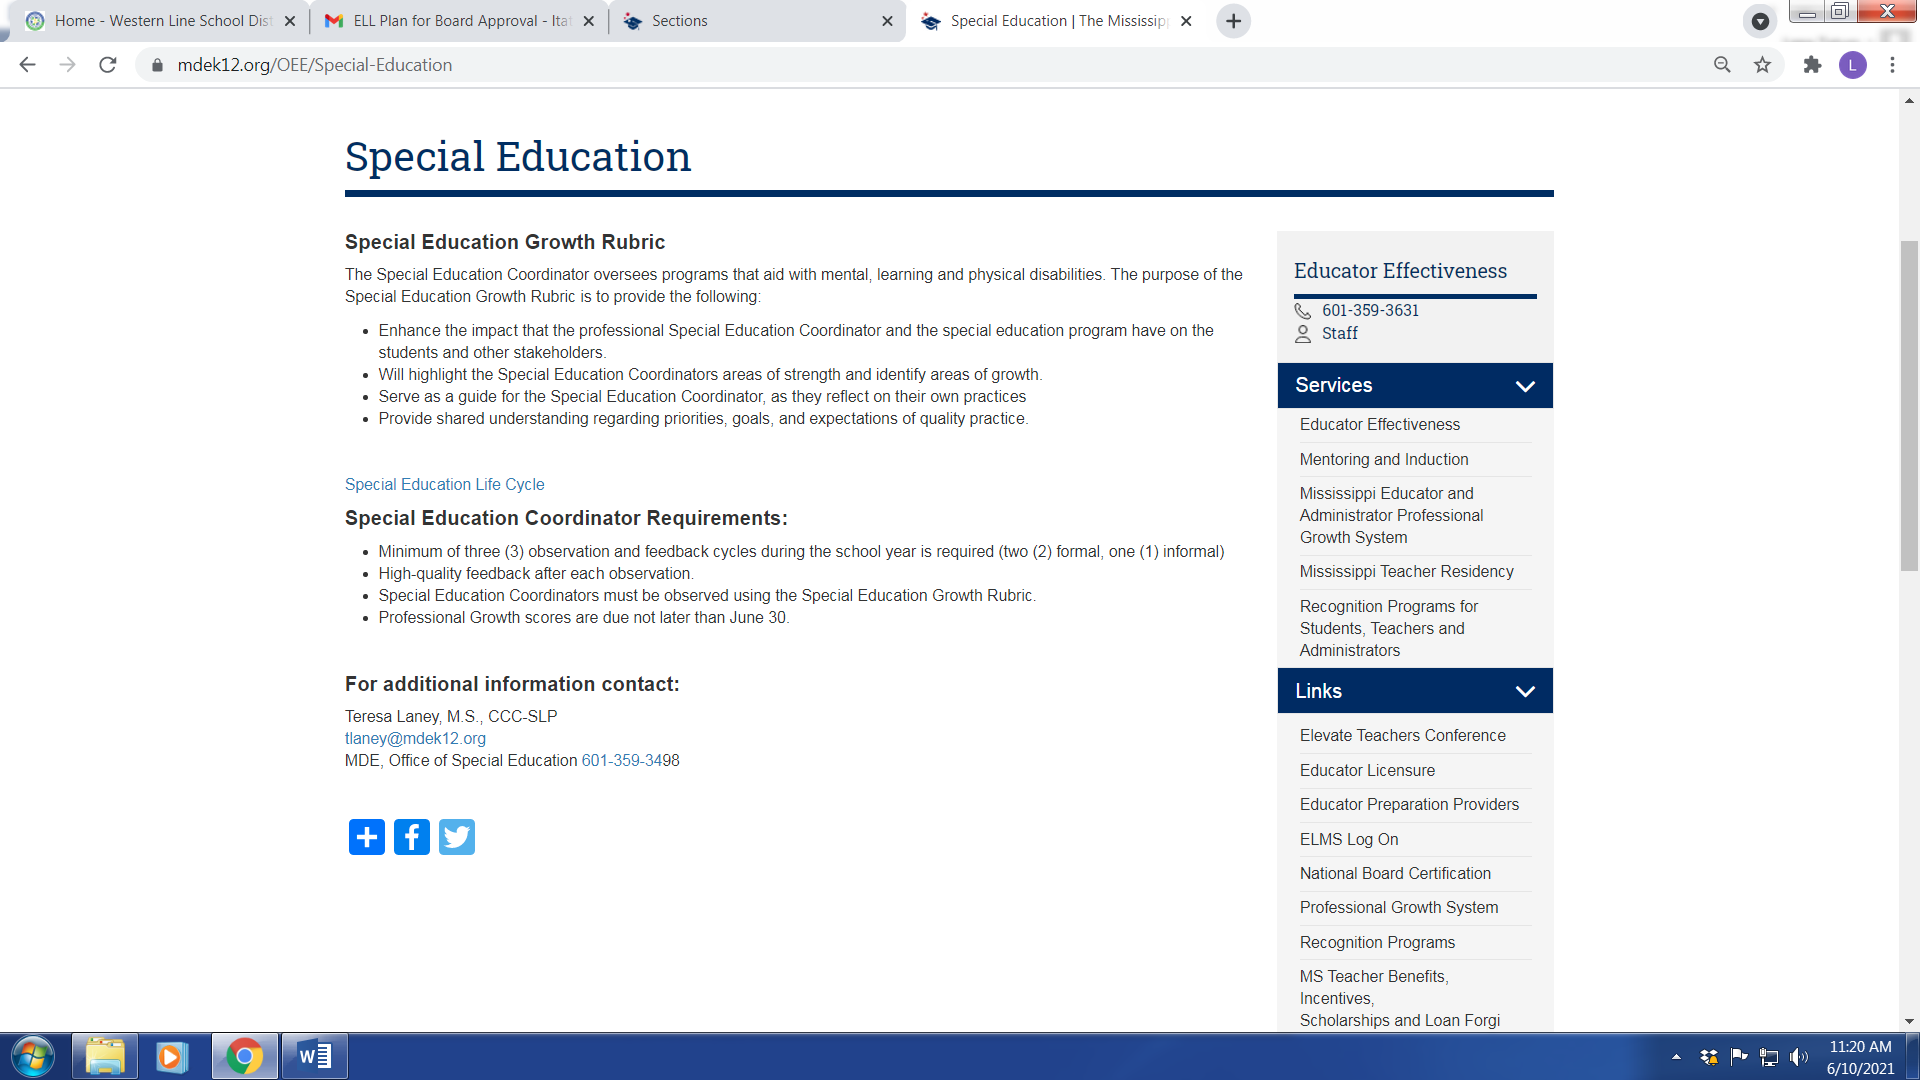 Home - Western Line School Dist
ELL Plan for Board Approval - Ita
Sections
Special Education | The Mississip
mdek12.org/OEE/Special-Education
L
Special Education
Special Education Growth Rubric
The Special Education Coordinator oversees programs that aid with mental, learning and physical disabilities. The purpose of the
Special Education Growth Rubric is to provide the following:
Enhance the impact that the professional Special Education Coordinator and the special education program have on the
students and other stakeholders.
Will highlight the Special Education Coordinators areas of strength and identify areas of growth.
Serve as a guide for the Special Education Coordinator, as they reflect on their own practices
Provide shared understanding regarding priorities, goals, and expectations of quality practice.
Special Education Life Cycle
Special Education Coordinator Requirements:
Minimum of three (3) observation and feedback cycles during the school year is required (two (2) formal, one (1) informal)
High-quality feedback after each observation.
Special Education Coordinators must be observed using the Special Education Growth Rubric.
Professional Growth scores are due not later than June 30.
For additional information contact:
Teresa Laney, M.S., CCC-SLP
tlaney@mdek12.org
MDE, Office of Special Education 601-359-3498
Educator Effectiveness
601-359-3631
Staff
Services
Educator Effectiveness
Mentoring and Induction
Mississippi Educator and
Administrator Professional
Growth System
Mississippi Teacher Residency
Recognition Programs for
Students, Teachers and
Administrators
Links
Elevate Teachers Conference
Educator Licensure
Educator Preparation Providers
ELMS Log On
National Board Certification
Professional Growth System
Recognition Programs
MS Teacher Benefits,
Incentives,
Scholarships and Loan Forgi
11:20 AM
6/10/2021